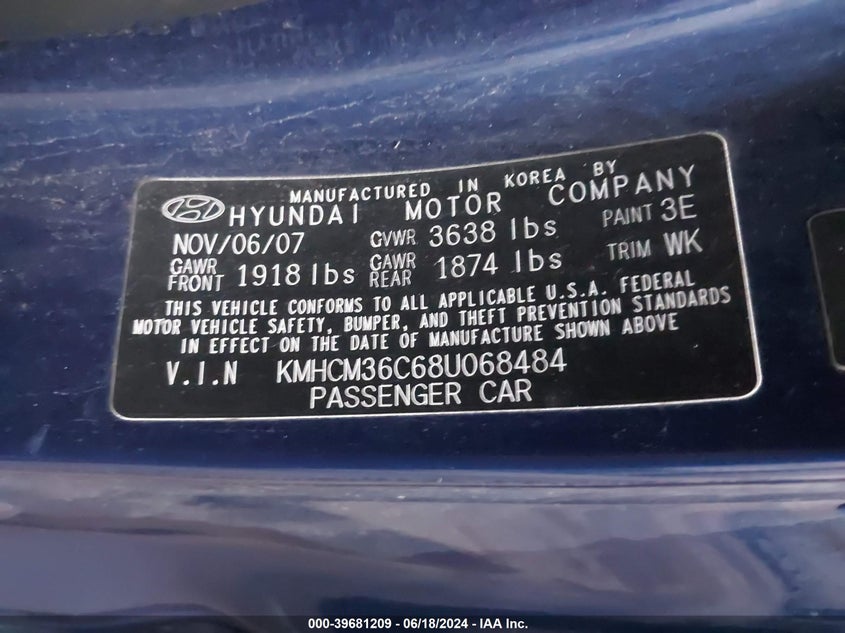 MANUFACTURED IN KOREA BY
HYUNDAI MOTOR COMPANY
NOV/06/07 GVWR 3638 lbs PAINT 3E
GAWR FRONT 1918 lbs GAWR REAR 1874 lbs TRIM WK
THIS VEHICLE CONFORMS TO ALL APPLICABLE U.S.A. FEDERAL
MOTOR VEHICLE SAFETY, BUMPER, AND THEFT PREVENTION STANDARDS
IN EFFECT ON THE DATE OF MANUFACTURE SHOWN ABOVE
V.I.N KMHCM36C68U068484
PASSENGER CAR
000-39681209 - 06/18/2024 - IAA Inc.